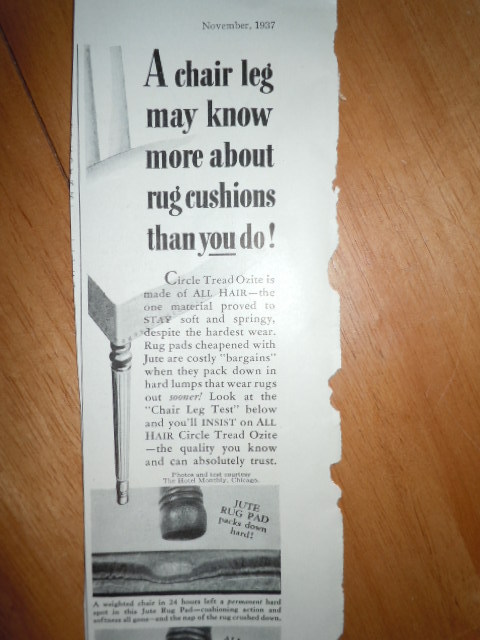 November, 1937
A chair leg
may know
more about
rug cushions
than you do!
Circle Tread Ozite is
made of ALL HAIR—the
one material proved to
STAY soft and springy,
despite the hardest wear.
Rug pads cheapened with
Jute are costly "bargains"
when they pack down in
hard lumps that wear rugs
out sooner! Look at the
"Chair Leg Test" below
and you'll INSIST on ALL
HAIR Circle Tread Ozite
—the quality you know
and can absolutely trust.
Photos and test courtesy
The Hotel Monthly, Chicago.
JUTE
RUG PAD
packs down
hard!
A weighted chair in 24 hours left a permanent hard
spot in this Jute Rug Pad—cushioning action and
softness all gone—and the nap of the rug crushed down.